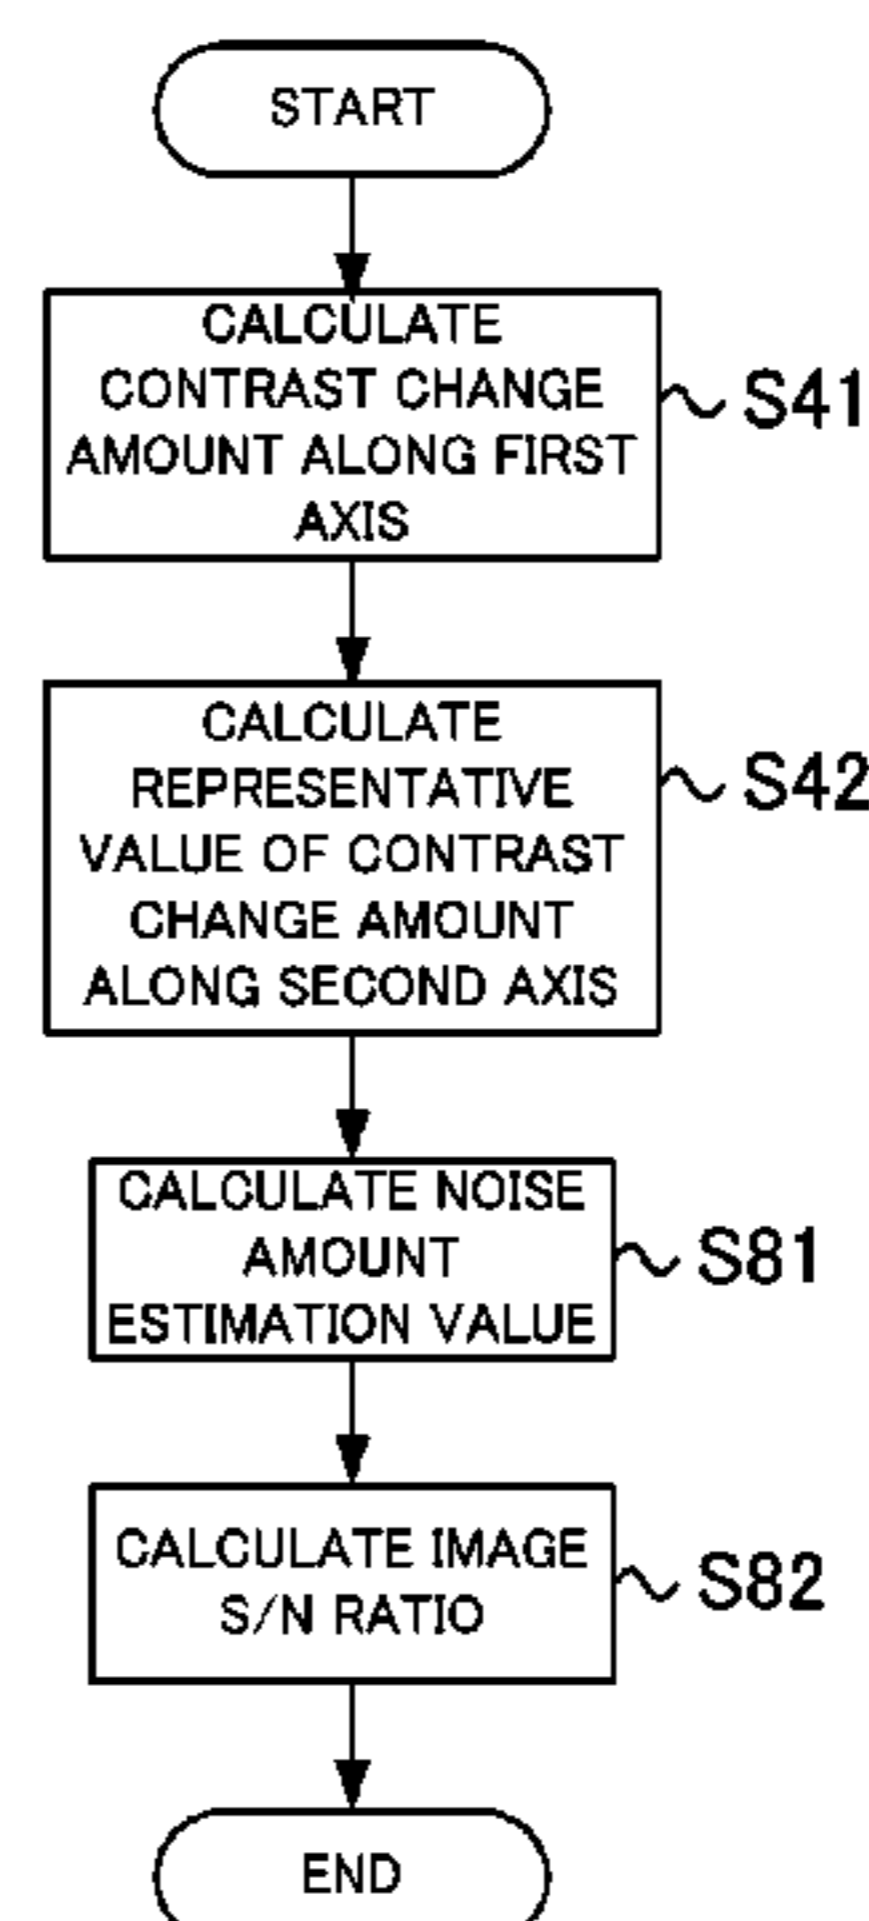 START
CALCULATE
CONTRAST CHANGE
AMOUNT ALONG FIRST
AXIS
S41
CALCULATE
REPRESENTATIVE
VALUE OF CONTRAST
CHANGE AMOUNT
ALONG SECOND AXIS
S42
CALCULATE NOISE
AMOUNT
ESTIMATION VALUE
S81
CALCULATE IMAGE
S/N RATIO
S82
END